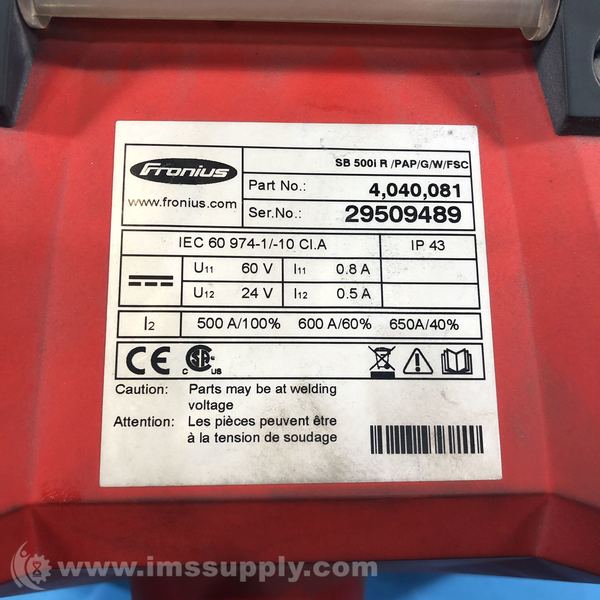 Fronius
www.fronius.com
SB 500i R /PAP/G/W/FSC
Part No.: 4,040,081
Ser.No.: 29509489
IEC 60 974-1/-10 Cl.A IP 43
U11 60 V I11 0.8 A
U12 24 V I12 0.5 A
I2 500 A/100% 600 A/60% 650A/40%
CE C SA US
Caution: Parts may be at welding
voltage
Attention: Les pièces peuvent être
à la tension de soudage
www.imssupply.com